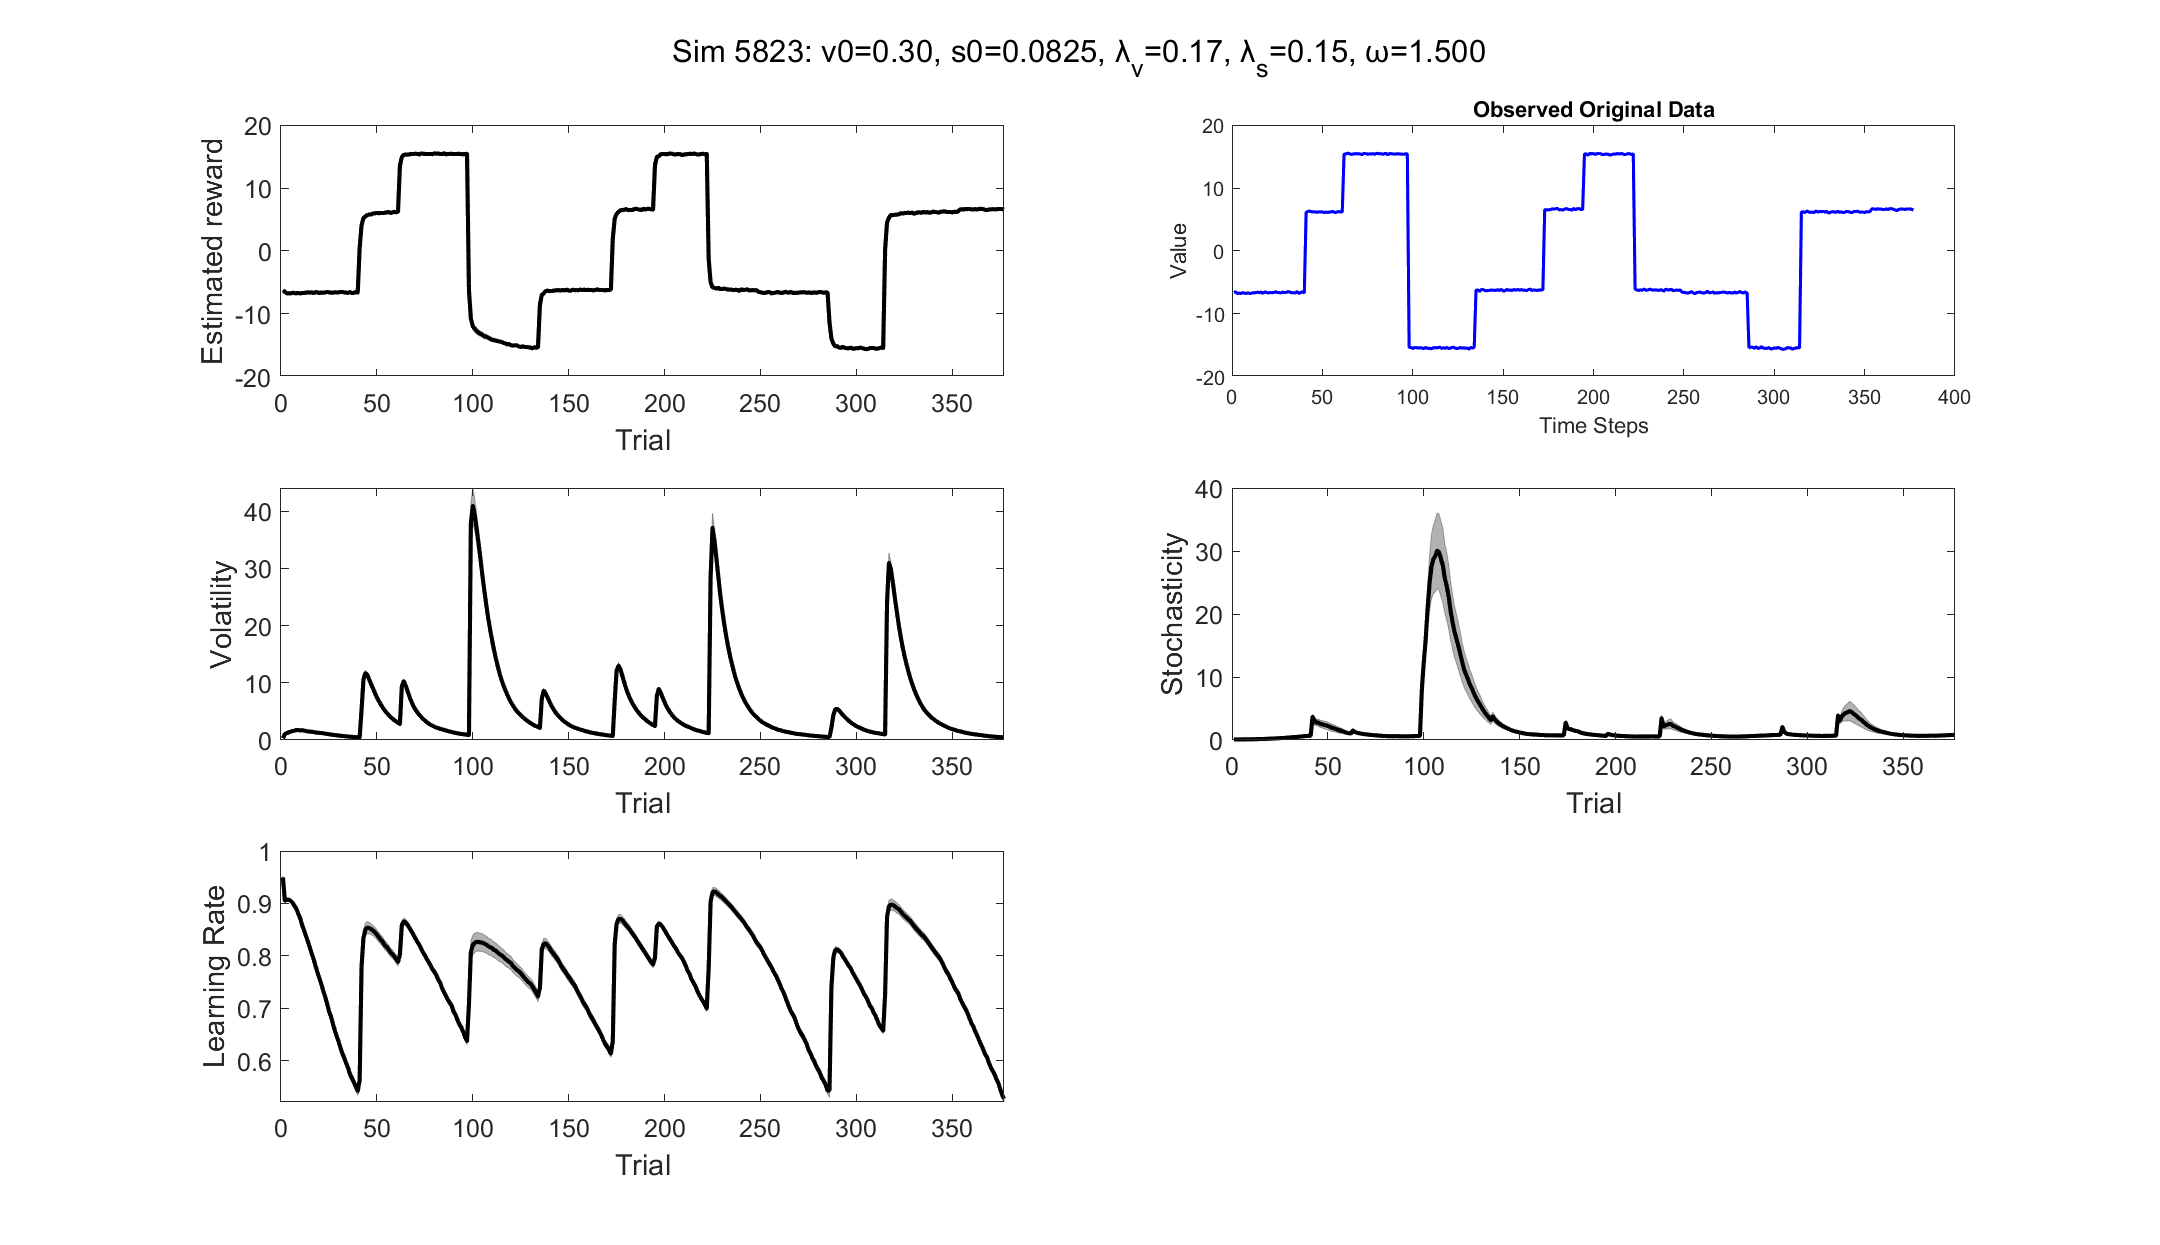 Sim 5823: v0=0.30, s0=0.0825, λv=0.17, λs=0.15, ω=1.500
20
10
0
-10
-20
Estimated reward
0 50 100 150 200 250 300 350
Trial
Observed Original Data
20
10
0
-10
-20
Value
0 50 100 150 200 250 300 350 400
Time Steps
40
30
20
10
0
Volatility
0 50 100 150 200 250 300 350
Trial
40
30
20
10
0
Stochasticity
0 50 100 150 200 250 300 350
Trial
1
0.9
0.8
0.7
0.6
Learning Rate
0 50 100 150 200 250 300 350
Trial